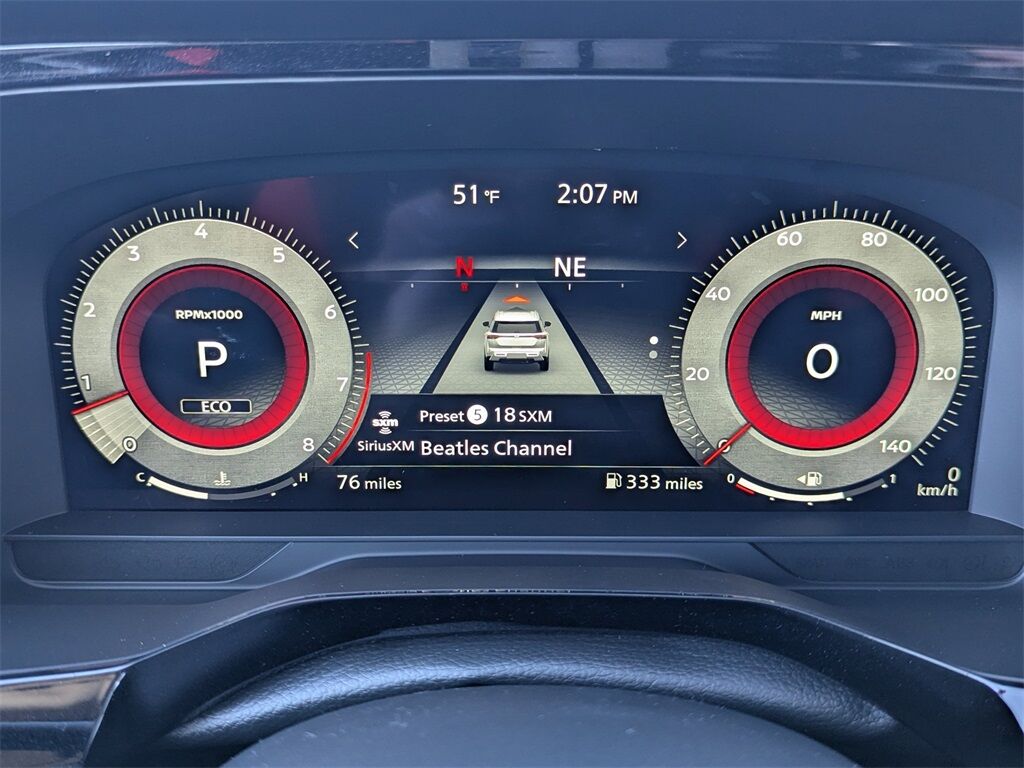 51 °F 2:07 PM
N NE
0 1 2 3 4 5 6 7 8
RPMx1000
P
ECO
C H
0 20 40 60 80 100 120 140
MPH
0
0 1
0
km/h
sxm
SiriusXM
Preset 5 18 SXM
Beatles Channel
76 miles
333 miles